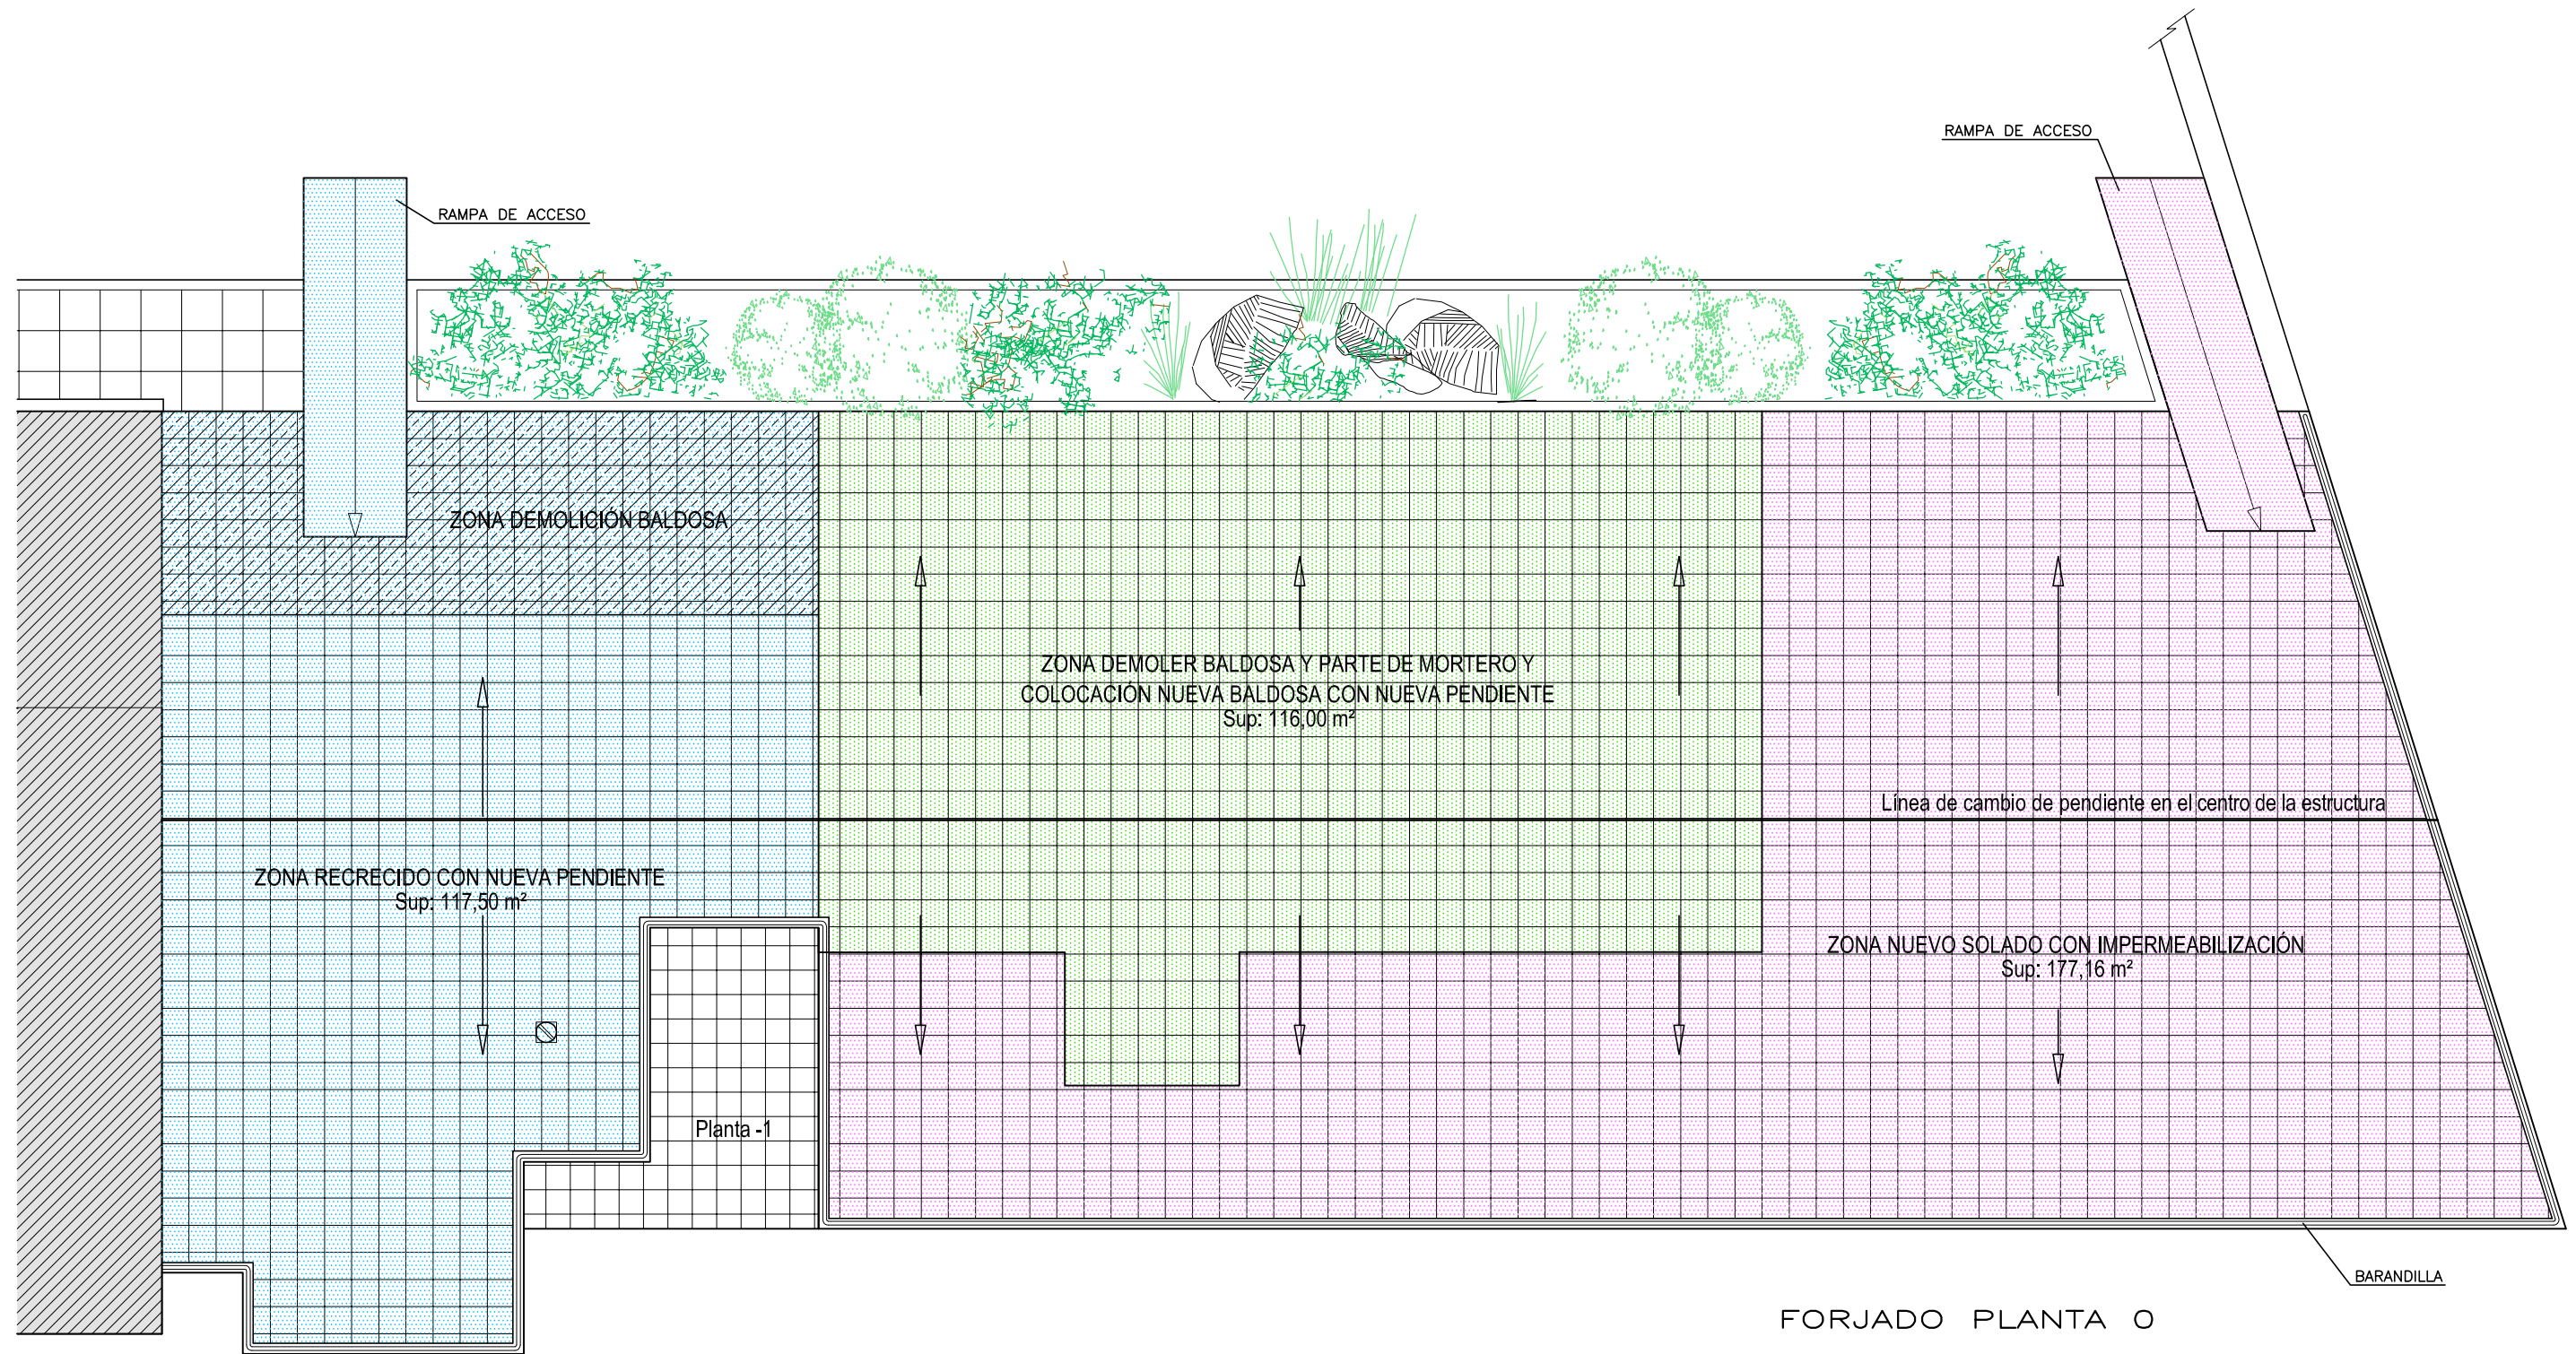 RAMPA DE ACCESO
RAMPA DE ACCESO
ZONA DEMOLICIÓN BALDOSA
ZONA DEMOLER BALDOSA Y PARTE DE MORTERO Y
COLOCACIÓN NUEVA BALDOSA CON NUEVA PENDIENTE
Sup: 116,00 m²
Línea de cambio de pendiente en el centro de la estructura
ZONA RECRECIDO CON NUEVA PENDIENTE
Sup: 117,50 m²
ZONA NUEVO SOLADO CON IMPERMEABILIZACIÓN
Sup: 177,16 m²
Planta -1
BARANDILLA
FORJADO PLANTA 0